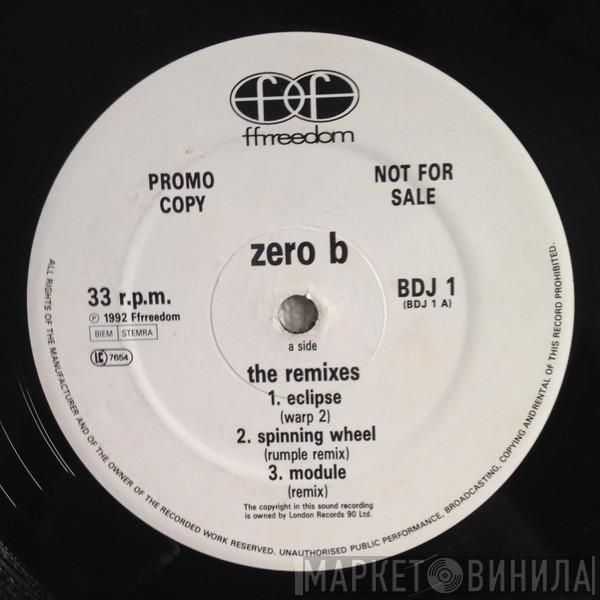 ffrreedom
PROMO
COPY
NOT FOR
SALE
zero b
33 r.p.m.
℗ 1992 Ffrreedom
BIEM STEMRA
LC 7654
BDJ 1
(BDJ 1 A)
a side
the remixes
1. eclipse
(warp 2)
2. spinning wheel
(rumple remix)
3. module
(remix)
The copyright in this sound recording
is owned by London Records 90 Ltd.
ALL RIGHTS OF THE MANUFACTURER AND OF THE OWNER OF THE RECORDED WORK RESERVED. UNAUTHORISED PUBLIC PERFORMANCE, BROADCASTING, COPYING AND RENTAL OF THIS RECORD PROHIBITED.
МАРКЕТ ВИНИЛА